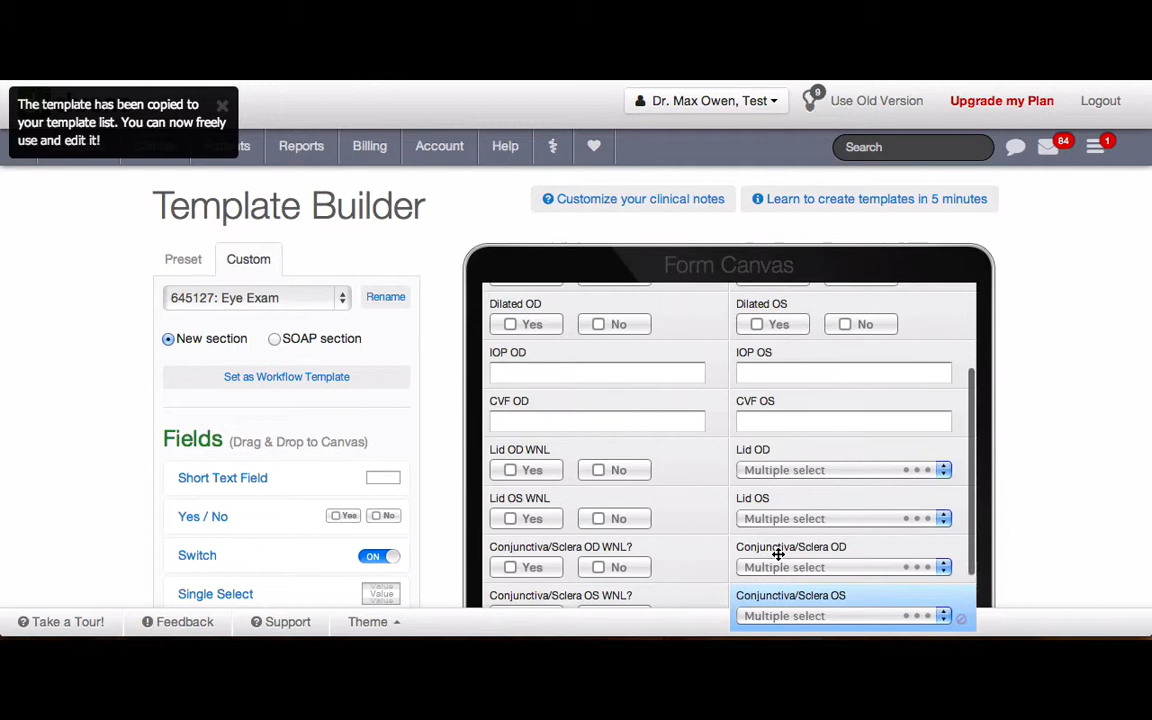 The template has been copied to
your template list. You can now freely
use and edit it!
Dr. Max Owen, Test
9
Use Old Version
Upgrade my Plan
Logout
Reports
Billing
Account
Help
Search
84
1
Template Builder
Customize your clinical notes
Learn to create templates in 5 minutes
Preset
Custom
645127: Eye Exam
Rename
New section
SOAP section
Set as Workflow Template
Fields (Drag & Drop to Canvas)
Short Text Field
Yes / No
Yes
No
Switch
ON
Single Select
Value
Form Canvas
Dilated OD
Dilated OS
Yes
No
Yes
No
IOP OD
IOP OS
CVF OD
CVF OS
Lid OD WNL
Lid OD
Yes
No
Multiple select
Lid OS WNL
Lid OS
Yes
No
Multiple select
Conjunctiva/Sclera OD WNL?
Conjunctiva/Sclera OD
Yes
No
Multiple select
Conjunctiva/Sclera OS WNL?
Conjunctiva/Sclera OS
Multiple select
Take a Tour!
Feedback
Support
Theme